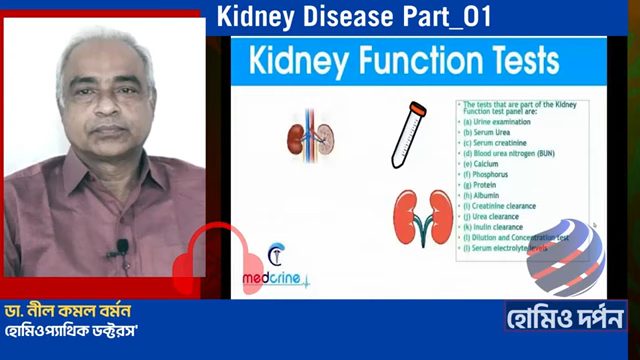 Kidney Disease Part_01
Kidney Function Tests
The tests that are part of the Kidney
Function test panel are:
(a) Urine examination
(b) Serum Urea
(c) Serum creatinine
(d) Blood urea nitrogen (BUN)
(e) Calcium
(f) Phosphorus
(g) Protein
(h) Albumin
(I) Creatinine clearance
(j) Urea clearance
(k) Inulin clearance
(l) Dilution and Concentration test
(l) Serum electrolyte levels
medcrine
ডা. নীল কমল বর্মন
হোমিওপ্যাথিক ডক্টরস'
হোমিও দর্পন